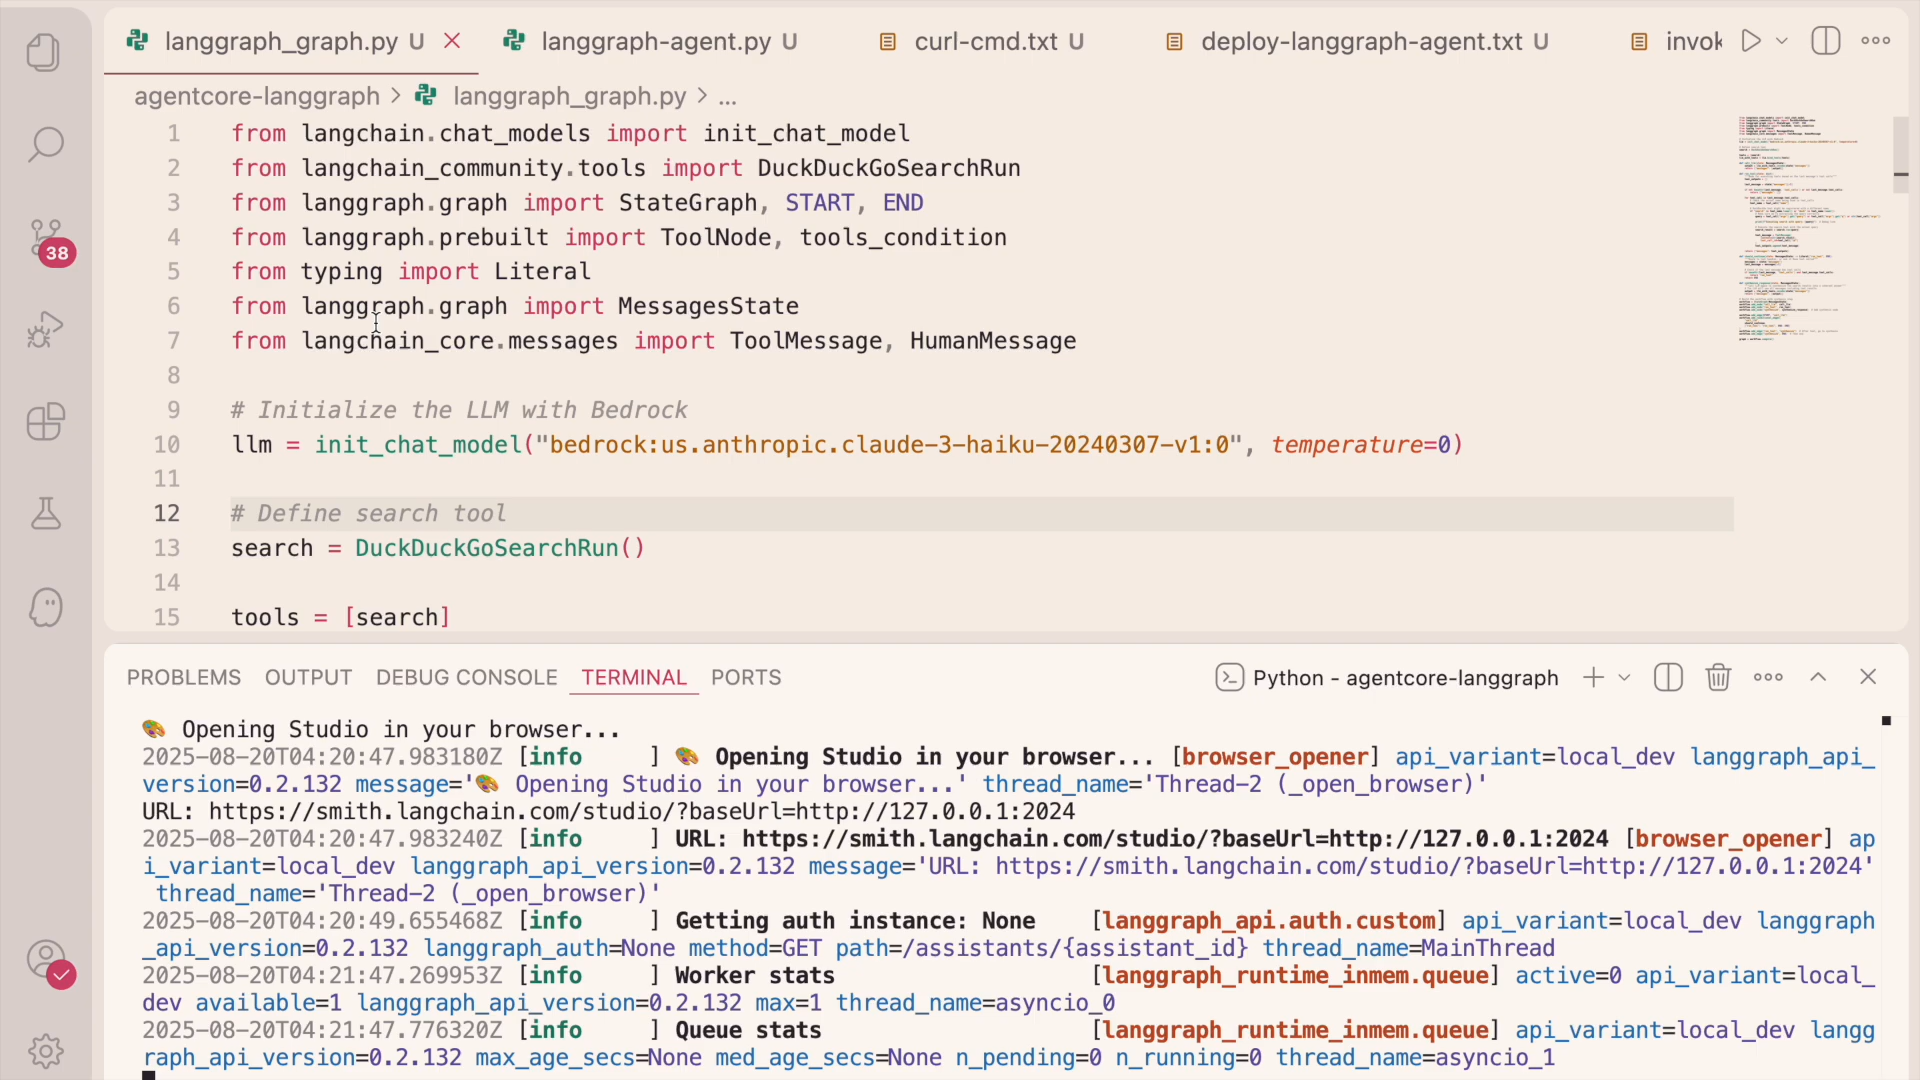 langgraph_graph.py U
langgraph-agent.py U
curl-cmd.txt U
deploy-langgraph-agent.txt U
invok
agentcore-langgraph > langgraph_graph.py > ...
1 from langchain.chat_models import init_chat_model
2 from langchain_community.tools import DuckDuckGoSearchRun
3 from langgraph.graph import StateGraph, START, END
4 from langgraph.prebuilt import ToolNode, tools_condition
5 from typing import Literal
6 from langgraph.graph import MessagesState
7 from langchain_core.messages import ToolMessage, HumanMessage
8
9 # Initialize the LLM with Bedrock
10 llm = init_chat_model("bedrock:us.anthropic.claude-3-haiku-20240307-v1:0", temperature=0)
11
12 # Define search tool
13 search = DuckDuckGoSearchRun()
14
15 tools = [search]
38
PROBLEMS OUTPUT DEBUG CONSOLE TERMINAL PORTS
Python - agentcore-langgraph
🎨 Opening Studio in your browser...
2025-08-20T04:20:47.983180Z [info ] 🎨 Opening Studio in your browser... [browser_opener] api_variant=local_dev langgraph_api_
version=0.2.132 message='🎨 Opening Studio in your browser...' thread_name='Thread-2 (_open_browser)'
URL: https://smith.langchain.com/studio/?baseUrl=http://127.0.0.1:2024
2025-08-20T04:20:47.983240Z [info ] URL: https://smith.langchain.com/studio/?baseUrl=http://127.0.0.1:2024 [browser_opener] ap
i_variant=local_dev langgraph_api_version=0.2.132 message='URL: https://smith.langchain.com/studio/?baseUrl=http://127.0.0.1:2024'
thread_name='Thread-2 (_open_browser)'
2025-08-20T04:20:49.655468Z [info ] Getting auth instance: None [langgraph_api.auth.custom] api_variant=local_dev langgraph
_api_version=0.2.132 langgraph_auth=None method=GET path=/assistants/{assistant_id} thread_name=MainThread
2025-08-20T04:21:47.269953Z [info ] Worker stats [langgraph_runtime_inmem.queue] active=0 api_variant=local_
dev available=1 langgraph_api_version=0.2.132 max=1 thread_name=asyncio_0
2025-08-20T04:21:47.776320Z [info ] Queue stats [langgraph_runtime_inmem.queue] api_variant=local_dev langg
raph_api_version=0.2.132 max_age_secs=None med_age_secs=None n_pending=0 n_running=0 thread_name=asyncio_1